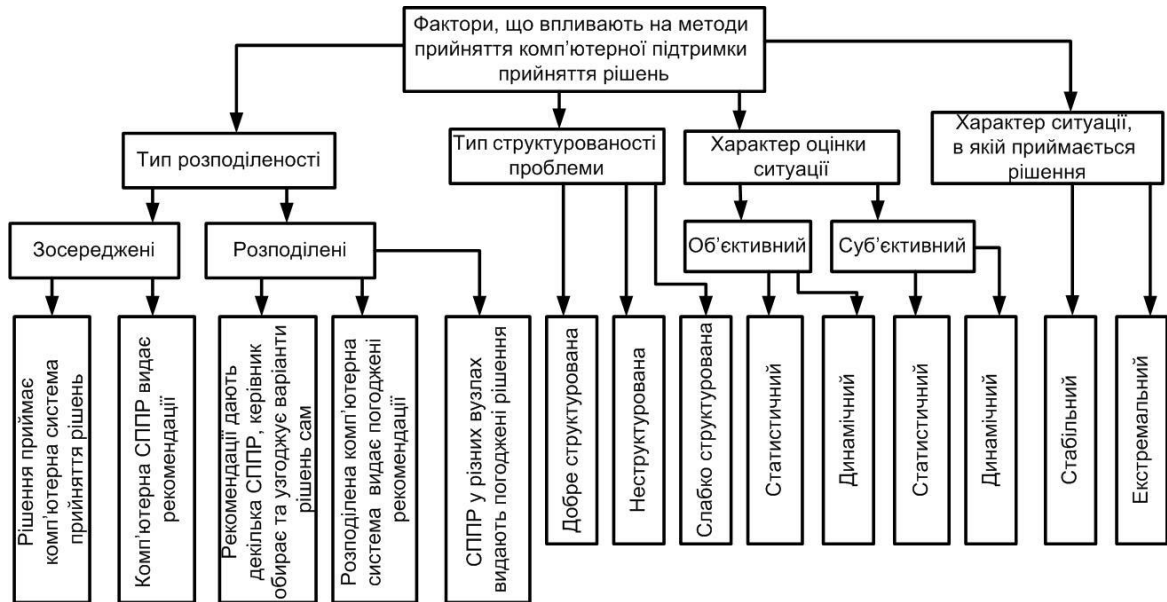 Фактори, що впливають на методи
прийняття комп’ютерної підтримки
прийняття рішень
Тип розподіленості
Тип структурованості
проблеми
Характер оцінки
ситуації
Характер ситуації,
в якій приймається
рішення
Зосереджені
Розподілені
Об’єктивний
Суб’єктивний
Рішення приймає
комп’ютерна система
прийняття рішень
Комп’ютерна СППР видає
рекомендації
Рекомендації дають
декілька СППР, керівник
обирає та узгоджує варіанти
рішень сам
Розподілена комп’ютерна
система видає погоджені
рекомендації
СППР у різних вузлах
видають погоджені рішення
Добре структурована
Неструктурована
Слабко структурована
Статистичний
Динамічний
Статистичний
Динамічний
Стабільний
Екстремальний